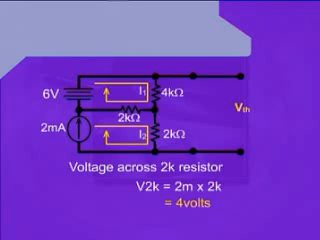 6V
I₁
4kΩ
Vth
2kΩ
2mA
I₂
2kΩ
Voltage across 2k resistor
V2k = 2m x 2k
= 4volts